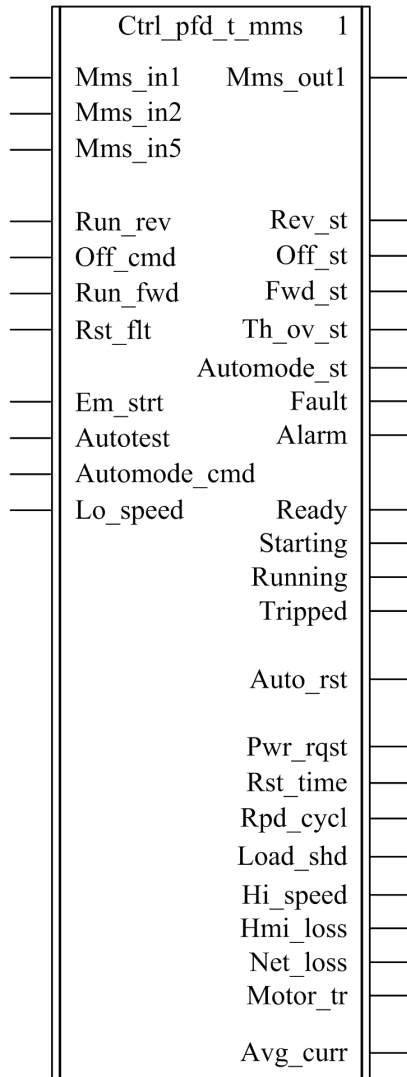 Ctrl_pfd_t_mms 1
Mms_in1 Mms_out1
Mms_in2
Mms_in5
Run_rev Rev_st
Off_cmd Off_st
Run_fwd Fwd_st
Rst_flt Th_ov_st
Automode_st
Em_strt Fault
Autotest Alarm
Automode_cmd
Lo_speed Ready
Starting
Running
Tripped
Auto_rst
Pwr_rqst
Rst_time
Rpd_cycl
Load_shd
Hi_speed
Hmi_loss
Net_loss
Motor_tr
Avg_curr